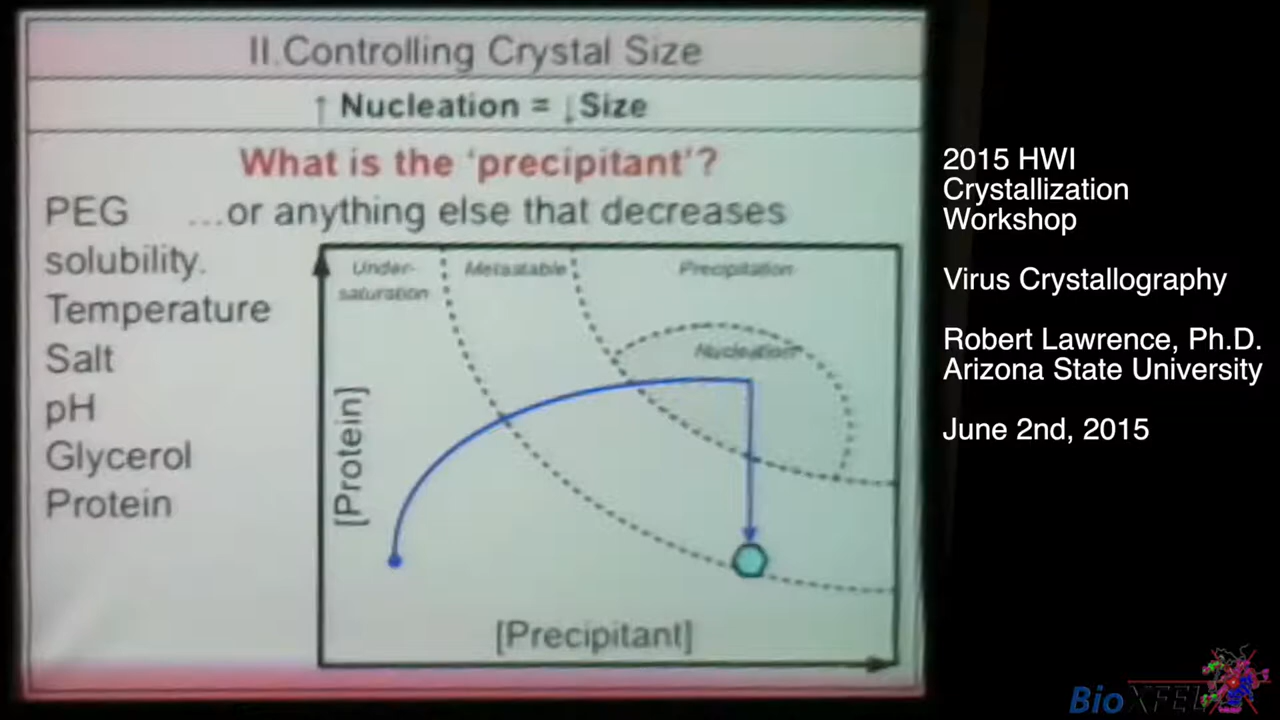 II.Controlling Crystal Size
↑ Nucleation = ↓Size
What is the 'precipitant'?
PEG ...or anything else that decreases
solubility.
Temperature
Salt
pH
Glycerol
Protein
Under-
saturation
Metastable
Precipitation
Nucleation
[Protein]
[Precipitant]
2015 HWI
Crystallization
Workshop
Virus Crystallography
Robert Lawrence, Ph.D.
Arizona State University
June 2nd, 2015
BioXFEL